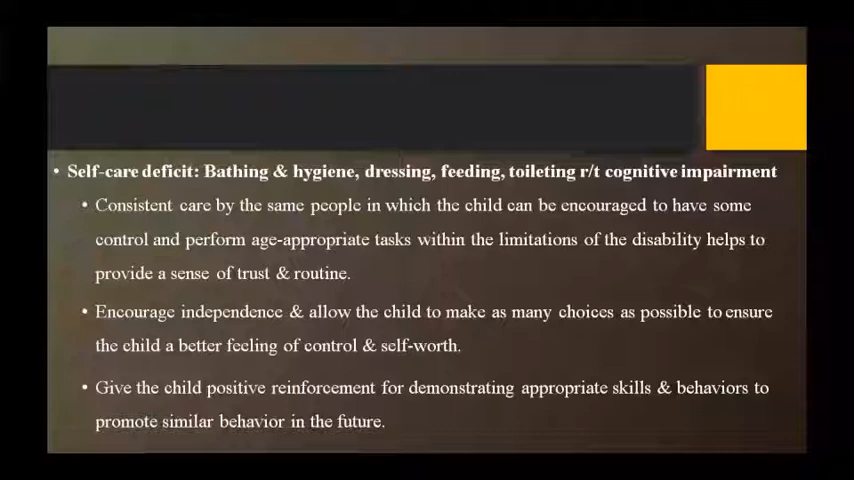 • Self-care deficit: Bathing & hygiene, dressing, feeding, toileting r/t cognitive impairment
• Consistent care by the same people in which the child can be encouraged to have some
control and perform age-appropriate tasks within the limitations of the disability helps to
provide a sense of trust & routine.
• Encourage independence & allow the child to make as many choices as possible to ensure
the child a better feeling of control & self-worth.
• Give the child positive reinforcement for demonstrating appropriate skills & behaviors to
promote similar behavior in the future.